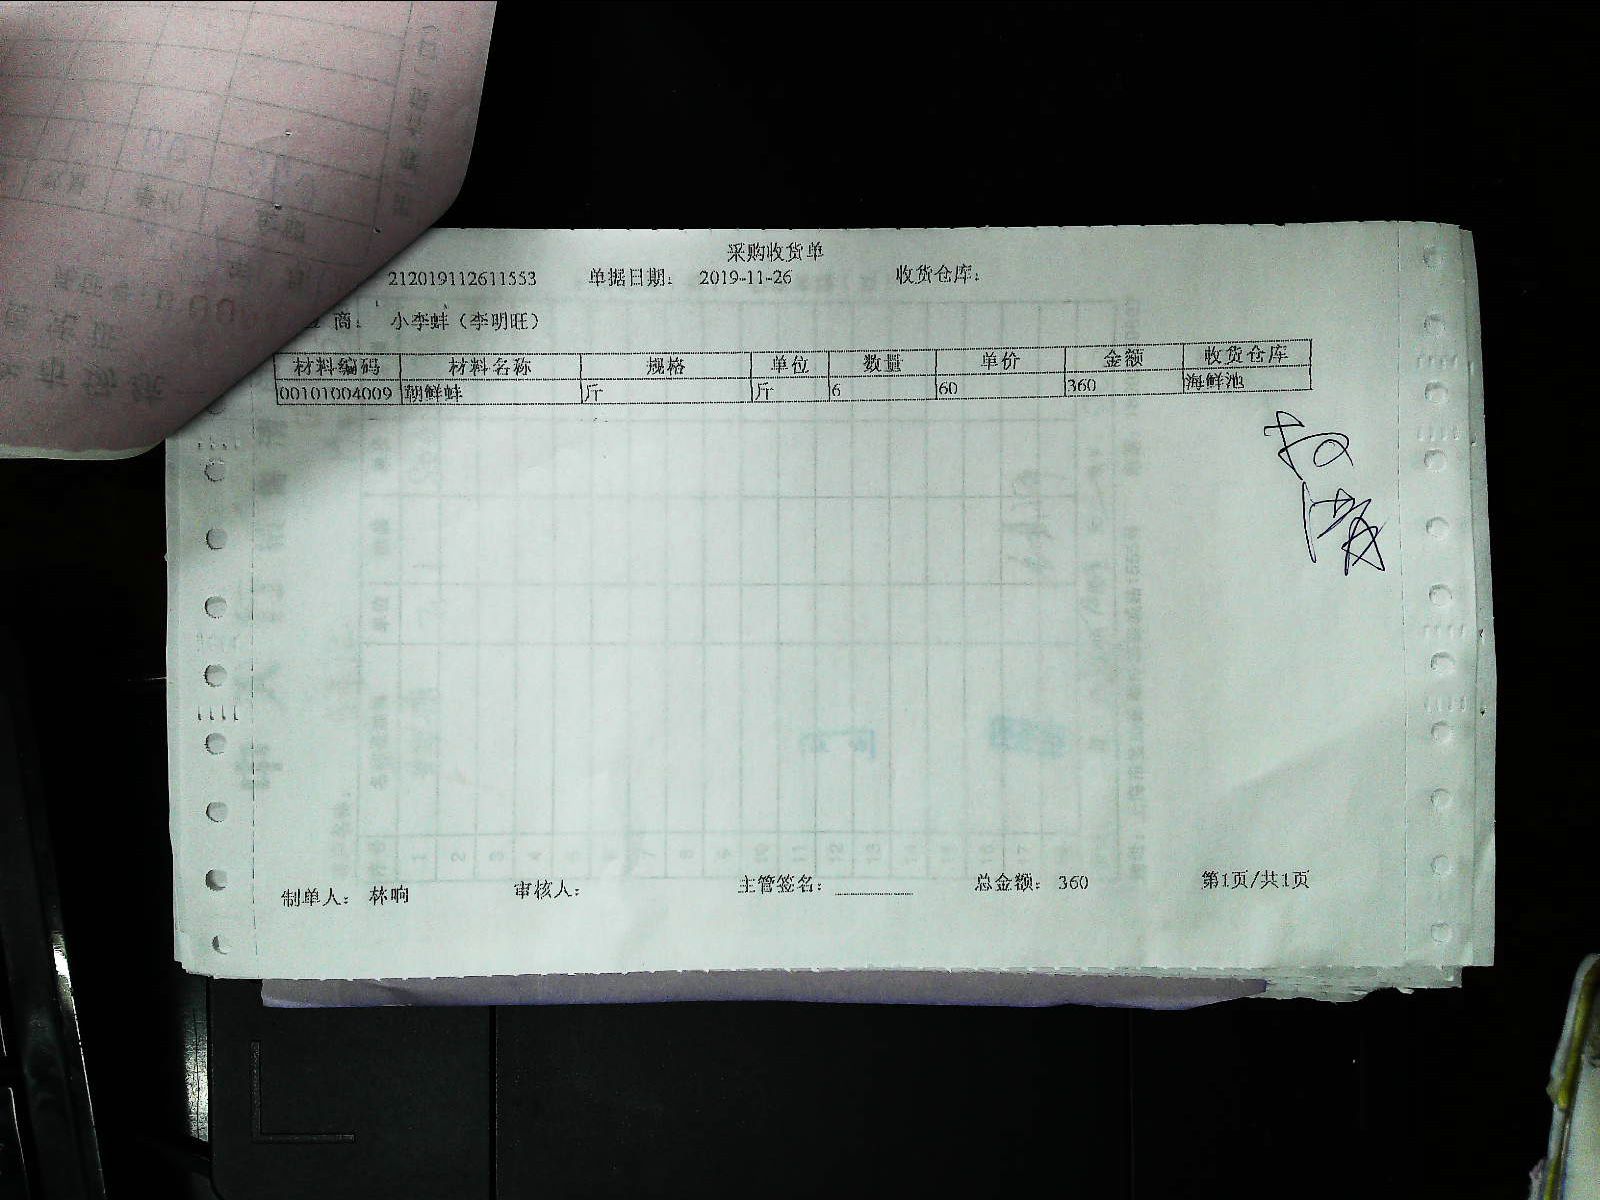 采购收货单
212019112611553 单据日期: 2019-11-26 收货仓库:
商: 小李蚌(李明旺)
材料编码 材料名称 规格 单位 数量 单价 金额 收货仓库
00101004009 朝鲜蚌 斤 斤 6 60 360 海鲜池
制单人: 林响 审核人: 主管签名: 总金额: 360 第1页/共1页